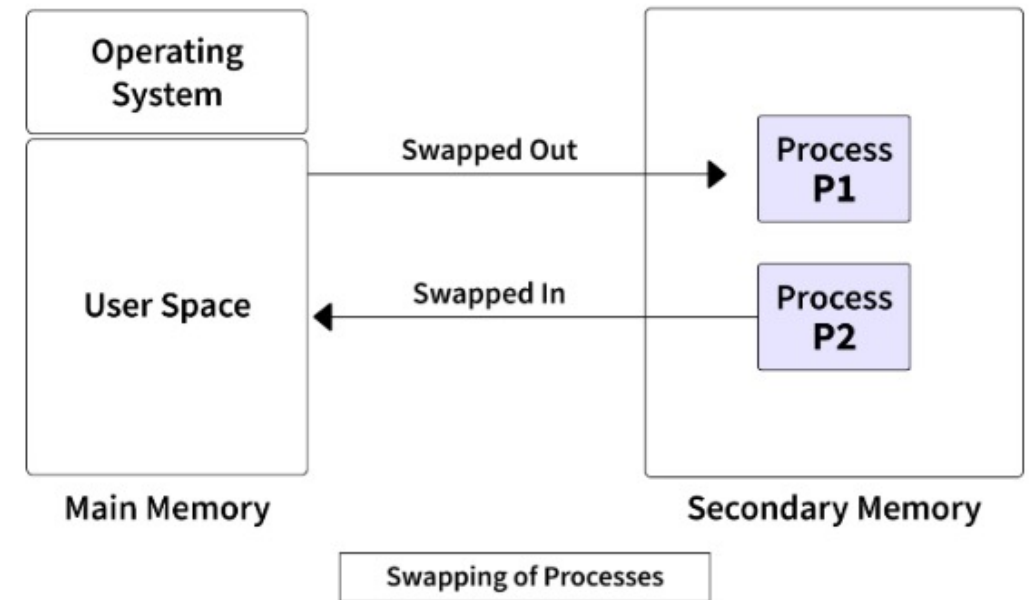 Operating
System
Swapped Out
Process
P1
User Space
Swapped In
Process
P2
Main Memory
Secondary Memory
Swapping of Processes